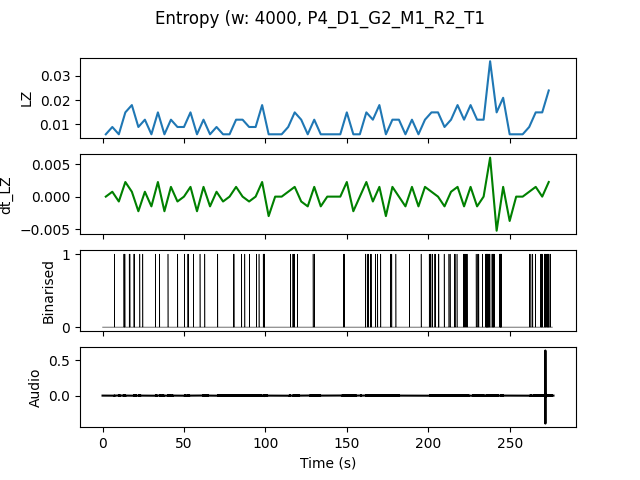 Entropy (w: 4000, P4_D1_G2_M1_R2_T1
LZ
0.03
0.02
0.01
dt_LZ
0.005
0.000
−0.005
Binarised
1
0
Audio
0.5
0.0
0 50 100 150 200 250
Time (s)